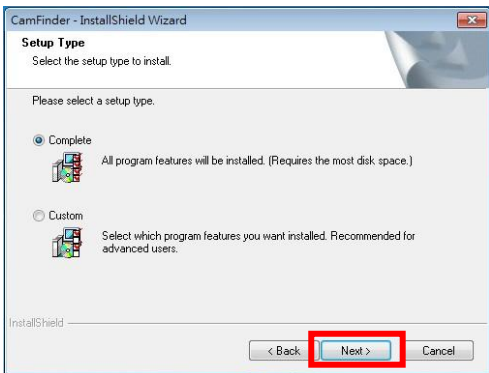 CamFinder - InstallShield Wizard
Setup Type
Select the setup type to install.
Please select a setup type.
Complete
All program features will be installed. (Requires the most disk space.)
Custom
Select which program features you want installed. Recommended for
advanced users.
InstallShield
< Back
Next >
Cancel